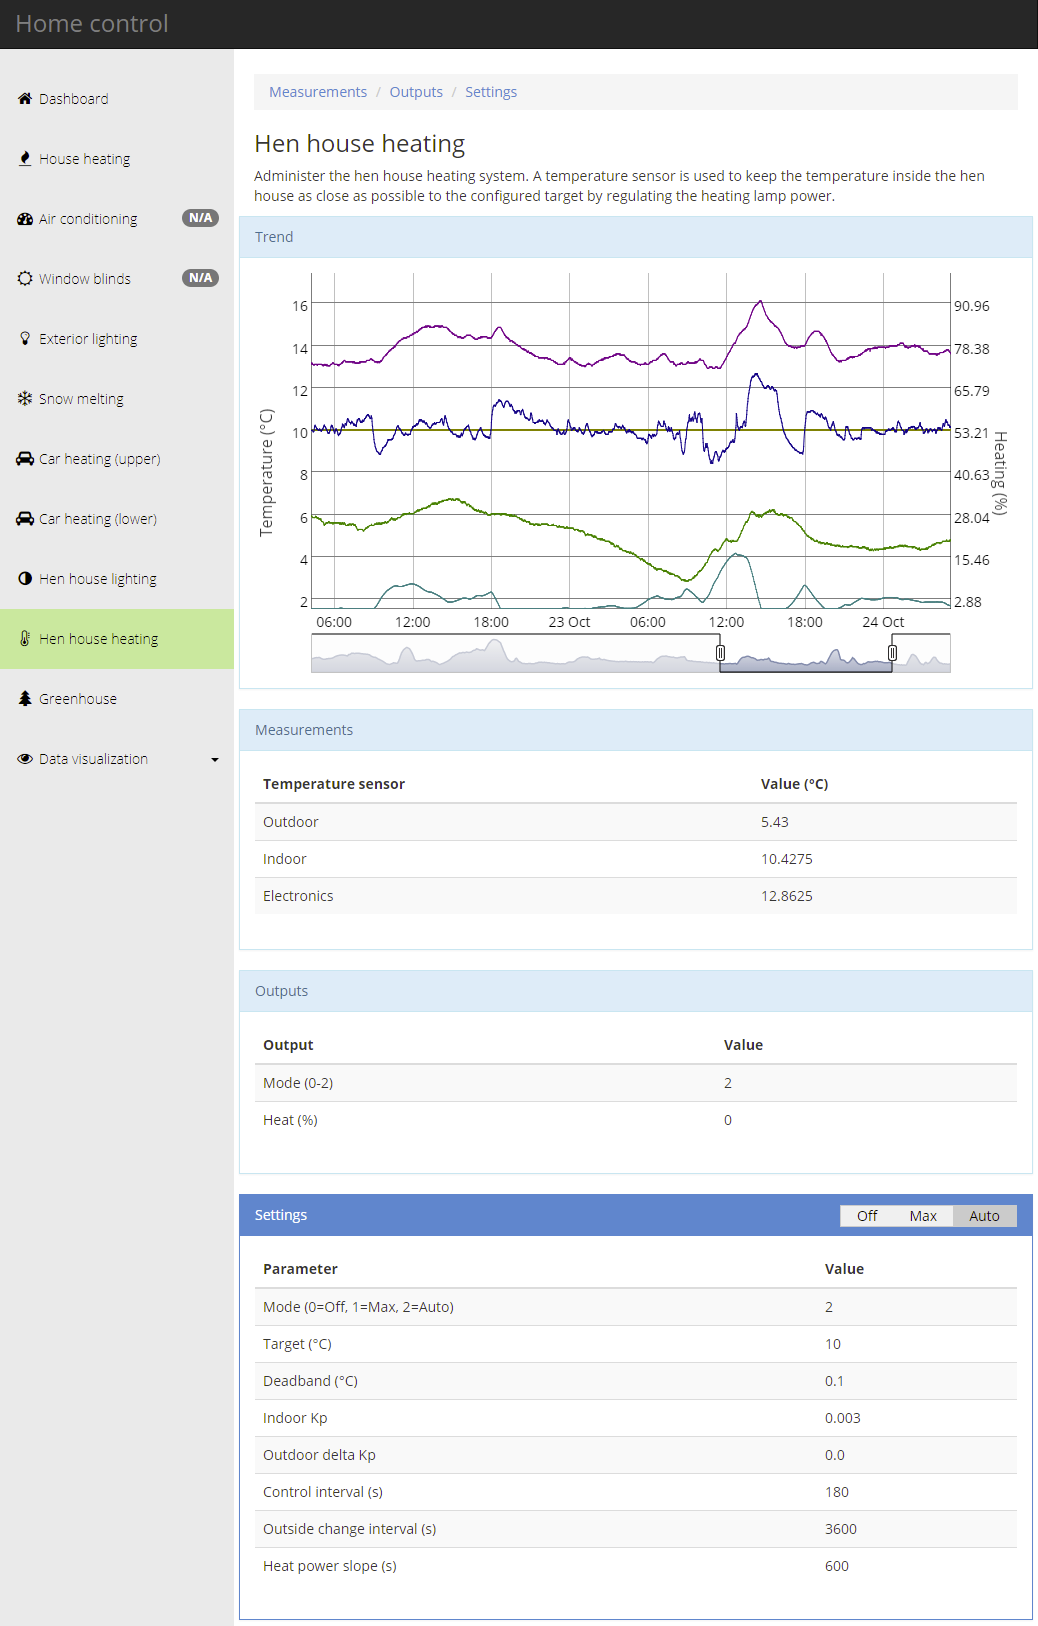 Home control
Dashboard
House heating
Air conditioning N/A
Window blinds N/A
Exterior lighting
Snow melting
Car heating (upper)
Car heating (lower)
Hen house lighting
Hen house heating
Greenhouse
Data visualization
Measurements / Outputs / Settings
Hen house heating
Administer the hen house heating system. A temperature sensor is used to keep the temperature inside the hen
house as close as possible to the configured target by regulating the heating lamp power.
Trend
Temperature (°C)
16
14
12
10
8
6
4
2
90.96
78.38
65.79
53.21
40.63
28.04
15.46
2.88
Heating (%)
06:00 12:00 18:00 23 Oct 06:00 12:00 18:00 24 Oct
Measurements
Temperature sensor Value (°C)
Outdoor 5.43
Indoor 10.4275
Electronics 12.8625
Outputs
Output Value
Mode (0-2) 2
Heat (%) 0
Settings Off Max Auto
Parameter Value
Mode (0=Off, 1=Max, 2=Auto) 2
Target (°C) 10
Deadband (°C) 0.1
Indoor Kp 0.003
Outdoor delta Kp 0.0
Control interval (s) 180
Outside change interval (s) 3600
Heat power slope (s) 600